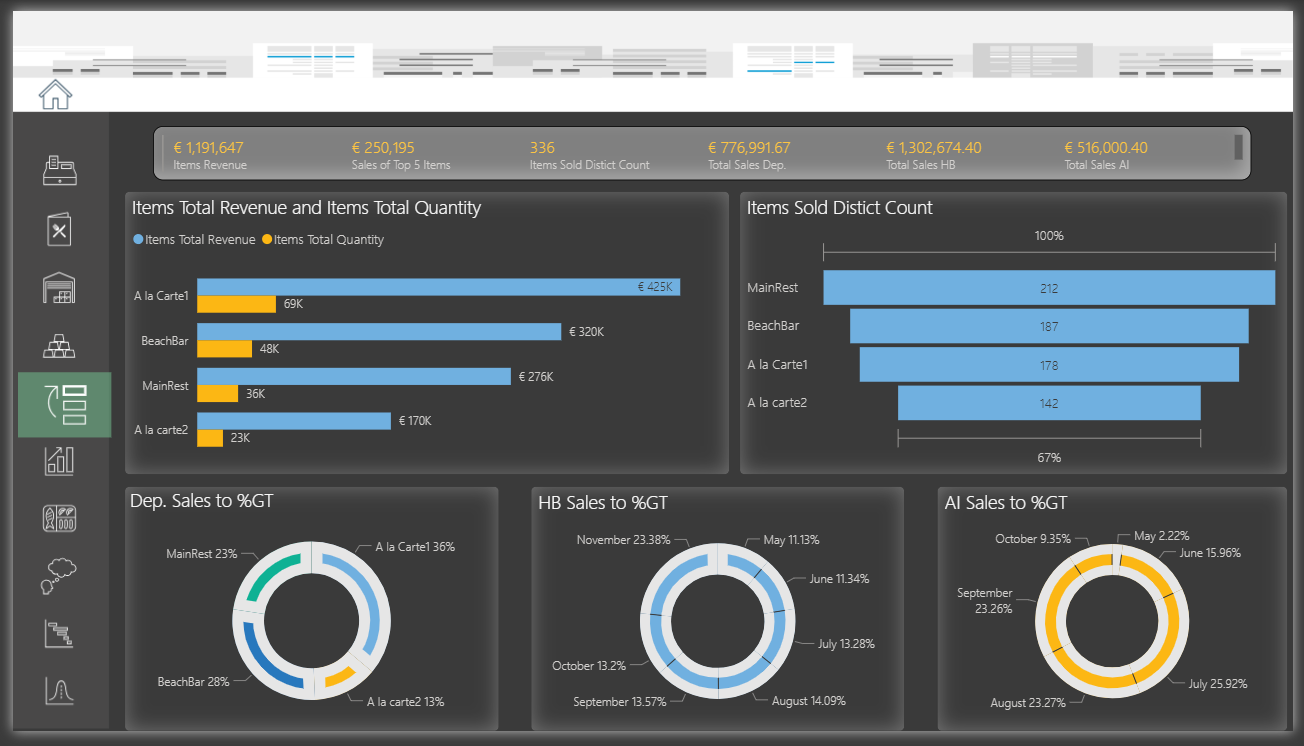 € 1,191,647
Items Revenue
€ 250,195
Sales of Top 5 Items
336
Items Sold Distict Count
€ 776,991.67
Total Sales Dep.
€ 1,302,674.40
Total Sales HB
€ 516,000.40
Total Sales AI
Items Total Revenue and Items Total Quantity
Items Total Revenue Items Total Quantity
A la Carte1
€ 425K
69K
BeachBar
€ 320K
48K
MainRest
€ 276K
36K
A la carte2
€ 170K
23K
Items Sold Distict Count
100%
MainRest 212
BeachBar 187
A la Carte1 178
A la carte2 142
67%
Dep. Sales to %GT
MainRest 23%
A la Carte1 36%
BeachBar 28%
A la carte2 13%
HB Sales to %GT
November 23.38%
May 11.13%
June 11.34%
July 13.28%
October 13.2%
September 13.57%
August 14.09%
AI Sales to %GT
October 9.35%
May 2.22%
June 15.96%
September
23.26%
July 25.92%
August 23.27%